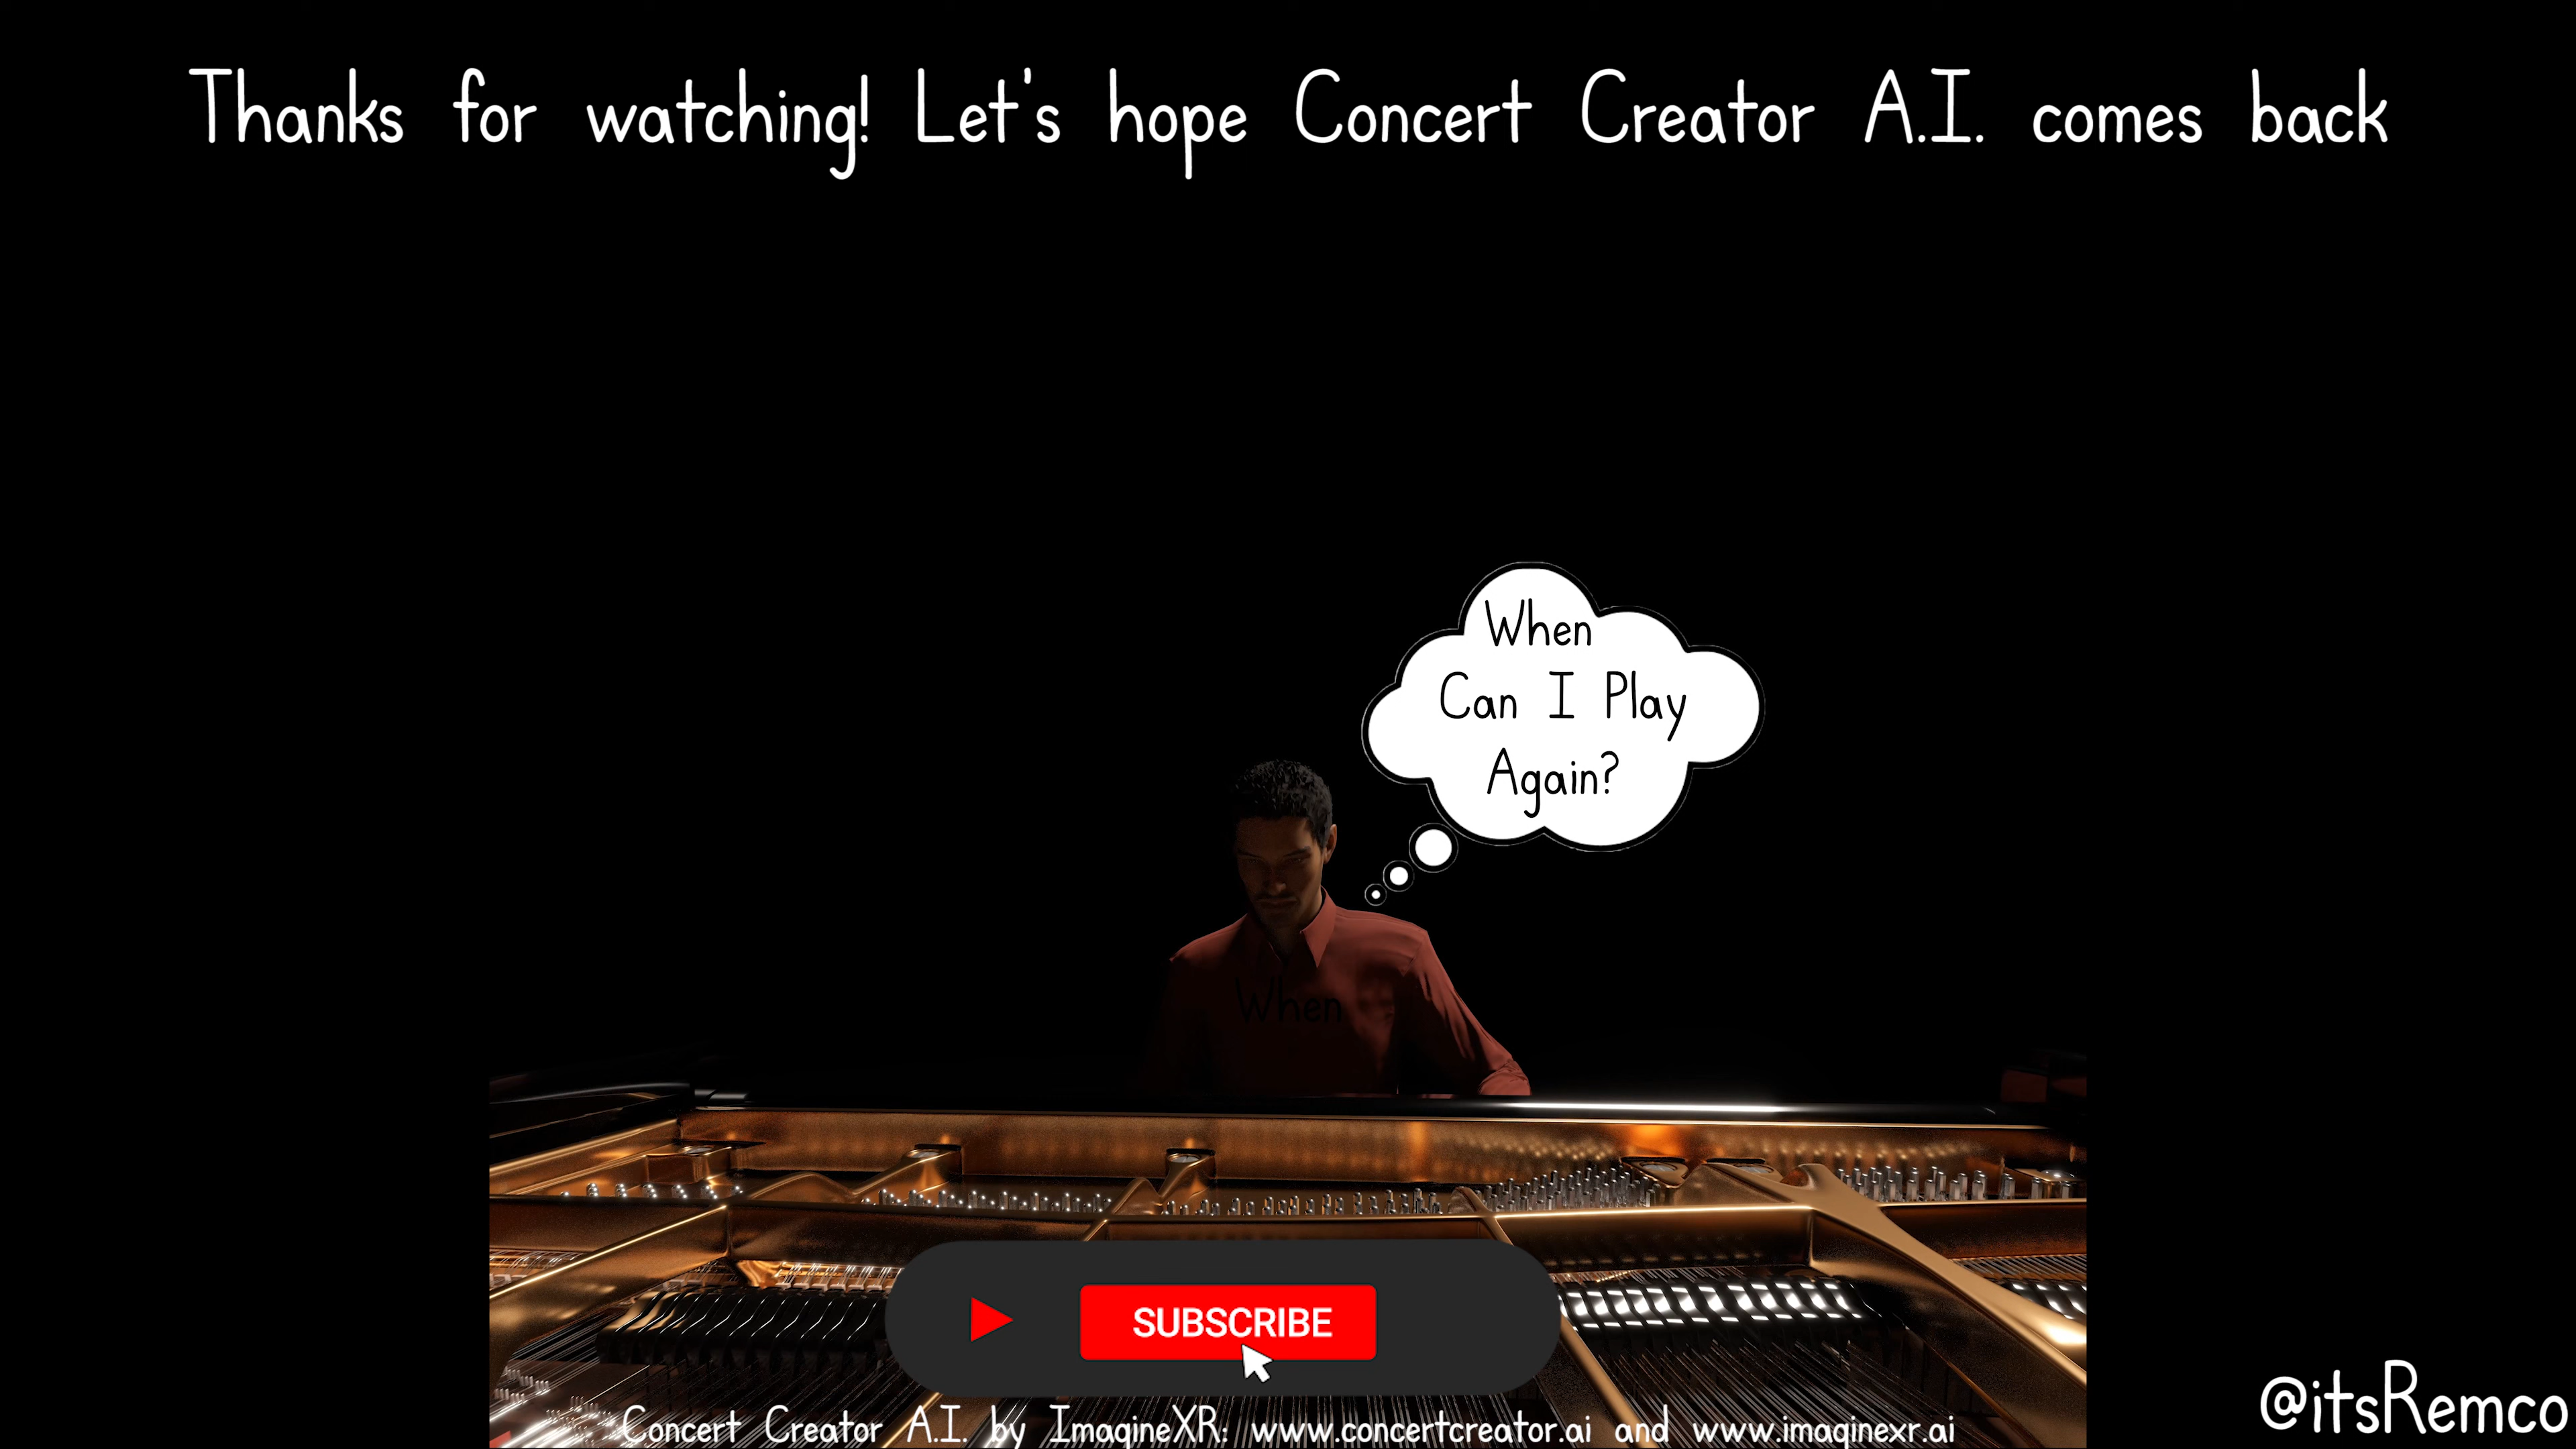 Thanks for watching! Let's hope Concert Creator A.I. comes back
When
Can I Play
Again?
When
SUBSCRIBE
Concert Creator A.I. by ImagineXR: www.concertcreator.ai and www.imaginexr.ai
@itsRemco